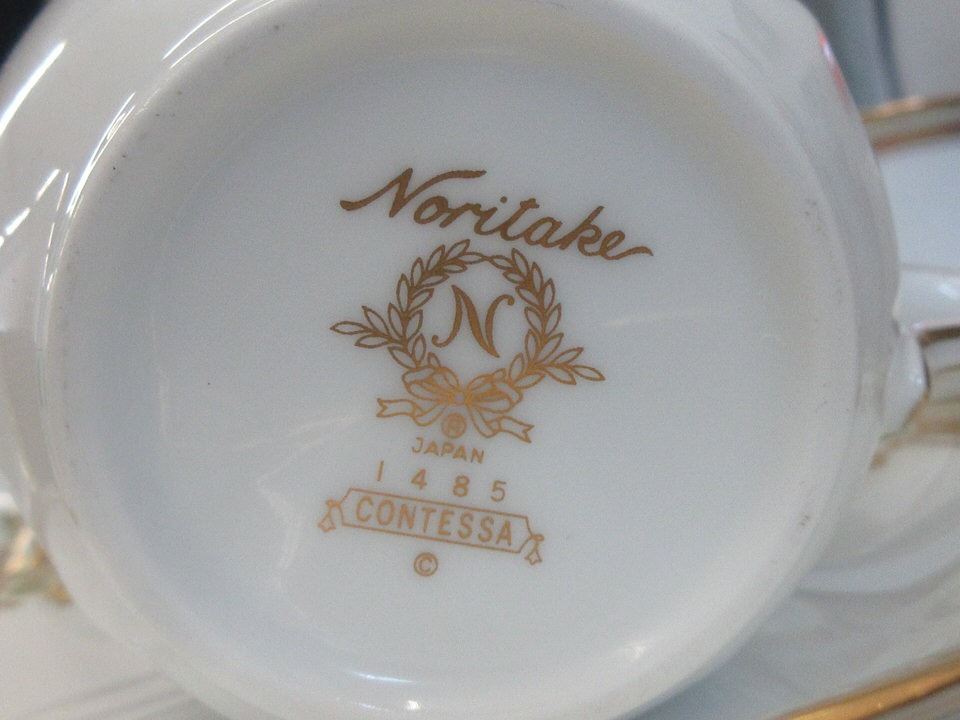 Noritake
N
®
JAPAN
1485
CONTESSA
©